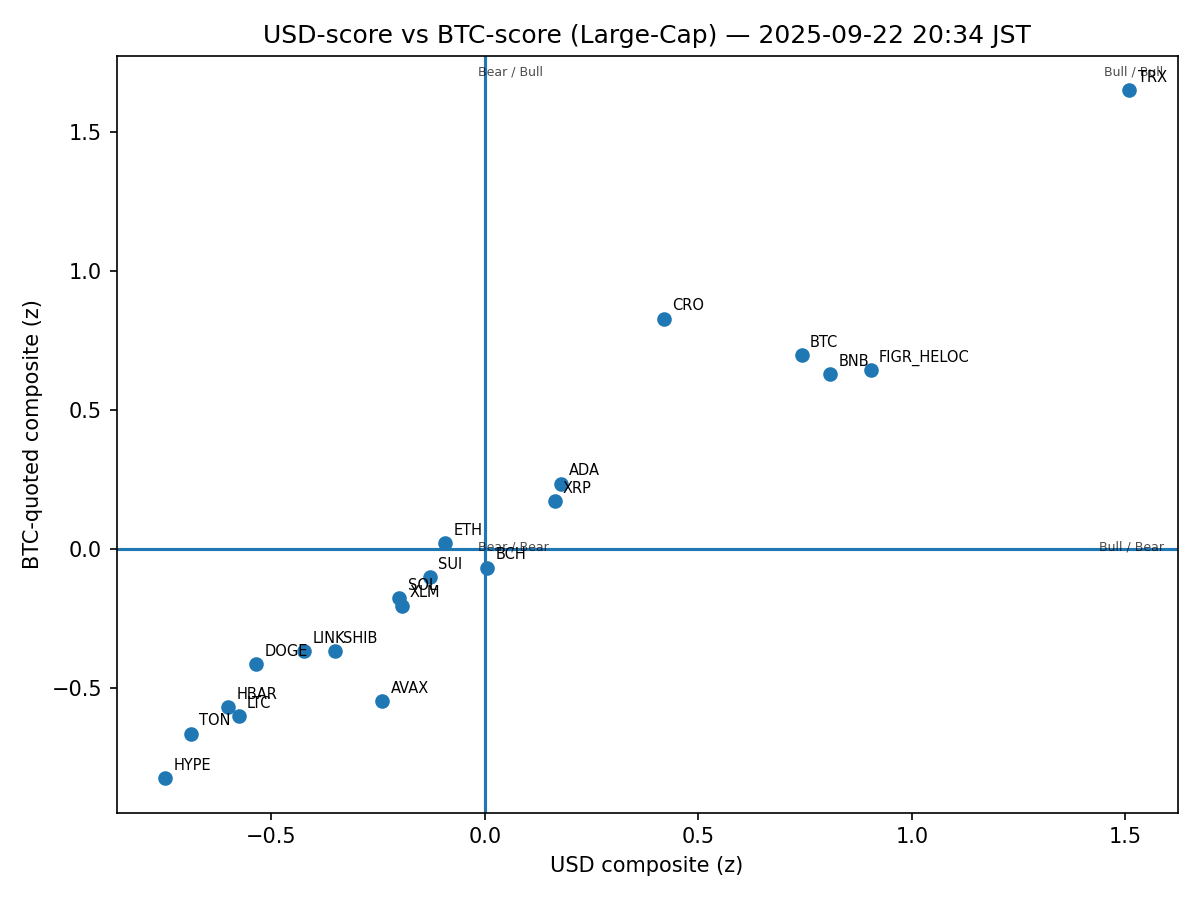 USD-score vs BTC-score (Large-Cap) — 2025-09-22 20:34 JST
Bear / Bull
Bull / Bull
TRX
1.5
1.0
CRO
BTC
BNB
FIGR_HELOC
0.5
ADA
XRP
ETH
0.0
Bear / Bear
Bull / Bear
BCH
SUI
SOL
XLM
LINK
SHIB
DOGE
AVAX
−0.5
HBAR
LTC
TON
HYPE
−0.5
0.0
0.5
1.0
1.5
USD composite (z)
BTC-quoted composite (z)